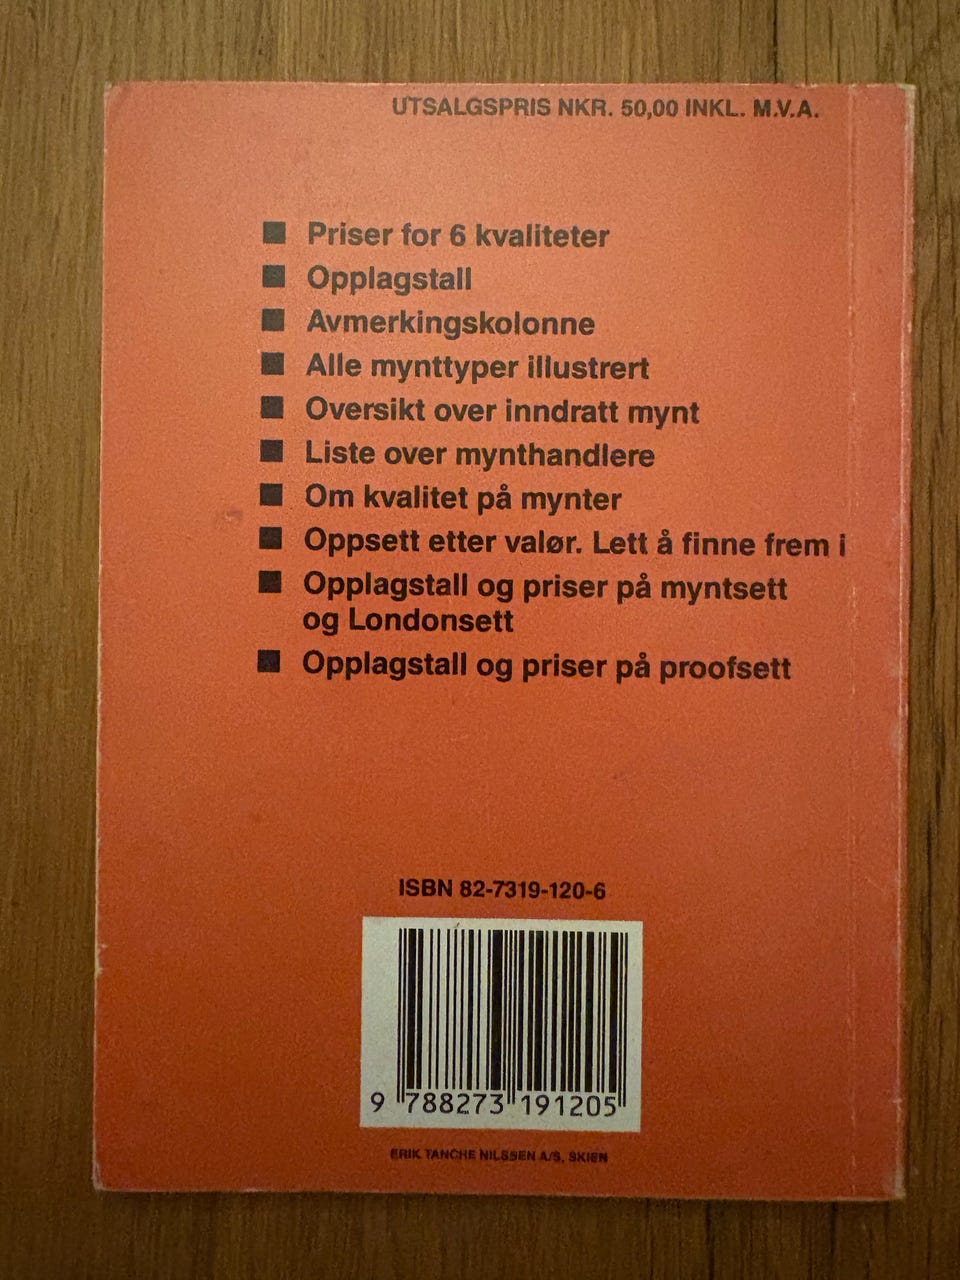 UTSALGSPRIS NKR. 50,00 INKL. M.V.A.
■ Priser for 6 kvaliteter
■ Opplagstall
■ Avmerkingskolonne
■ Alle mynttyper illustrert
■ Oversikt over inndratt mynt
■ Liste over mynthandlere
■ Om kvalitet på mynter
■ Oppsett etter valør. Lett å finne frem i
■ Opplagstall og priser på myntsett
og Londonsett
■ Opplagstall og priser på proofsett
ISBN 82-7319-120-6
9 788273 191205
ERIK TANCHE NILSSEN A/S, SKIEN